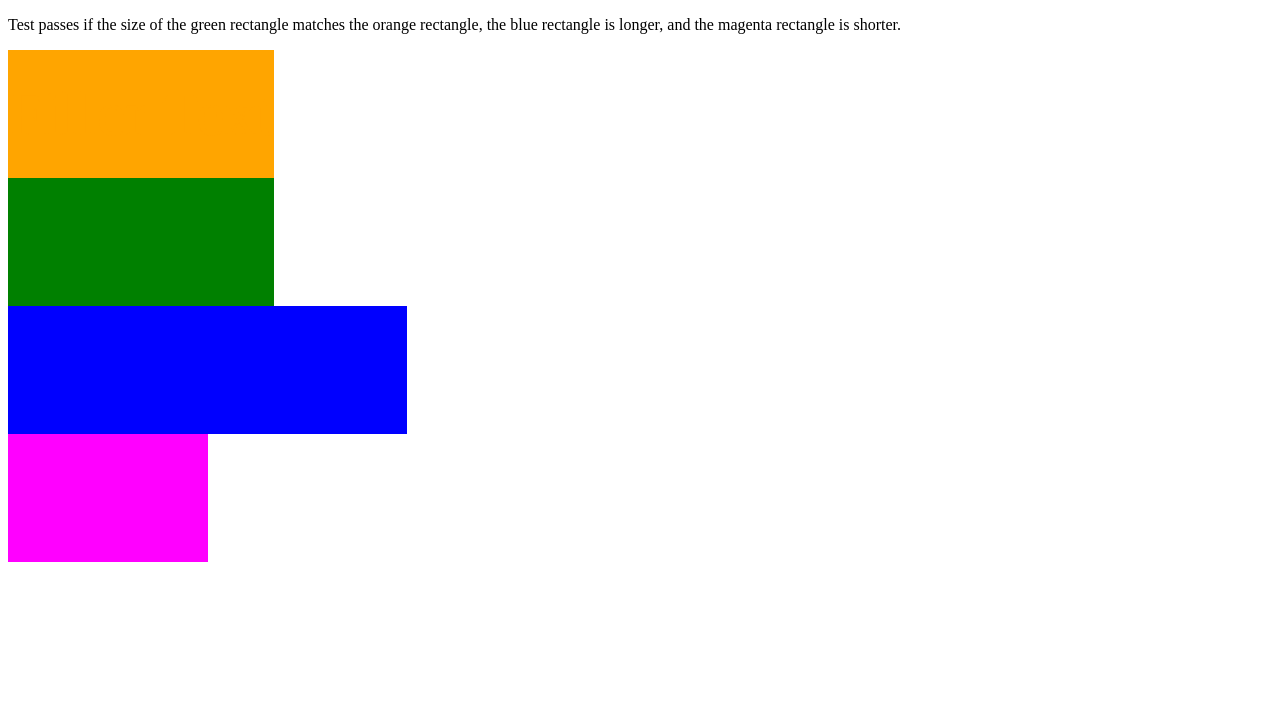 Test passes if the size of the green rectangle matches the orange rectangle, the blue rectangle is longer, and the magenta rectangle is shorter.